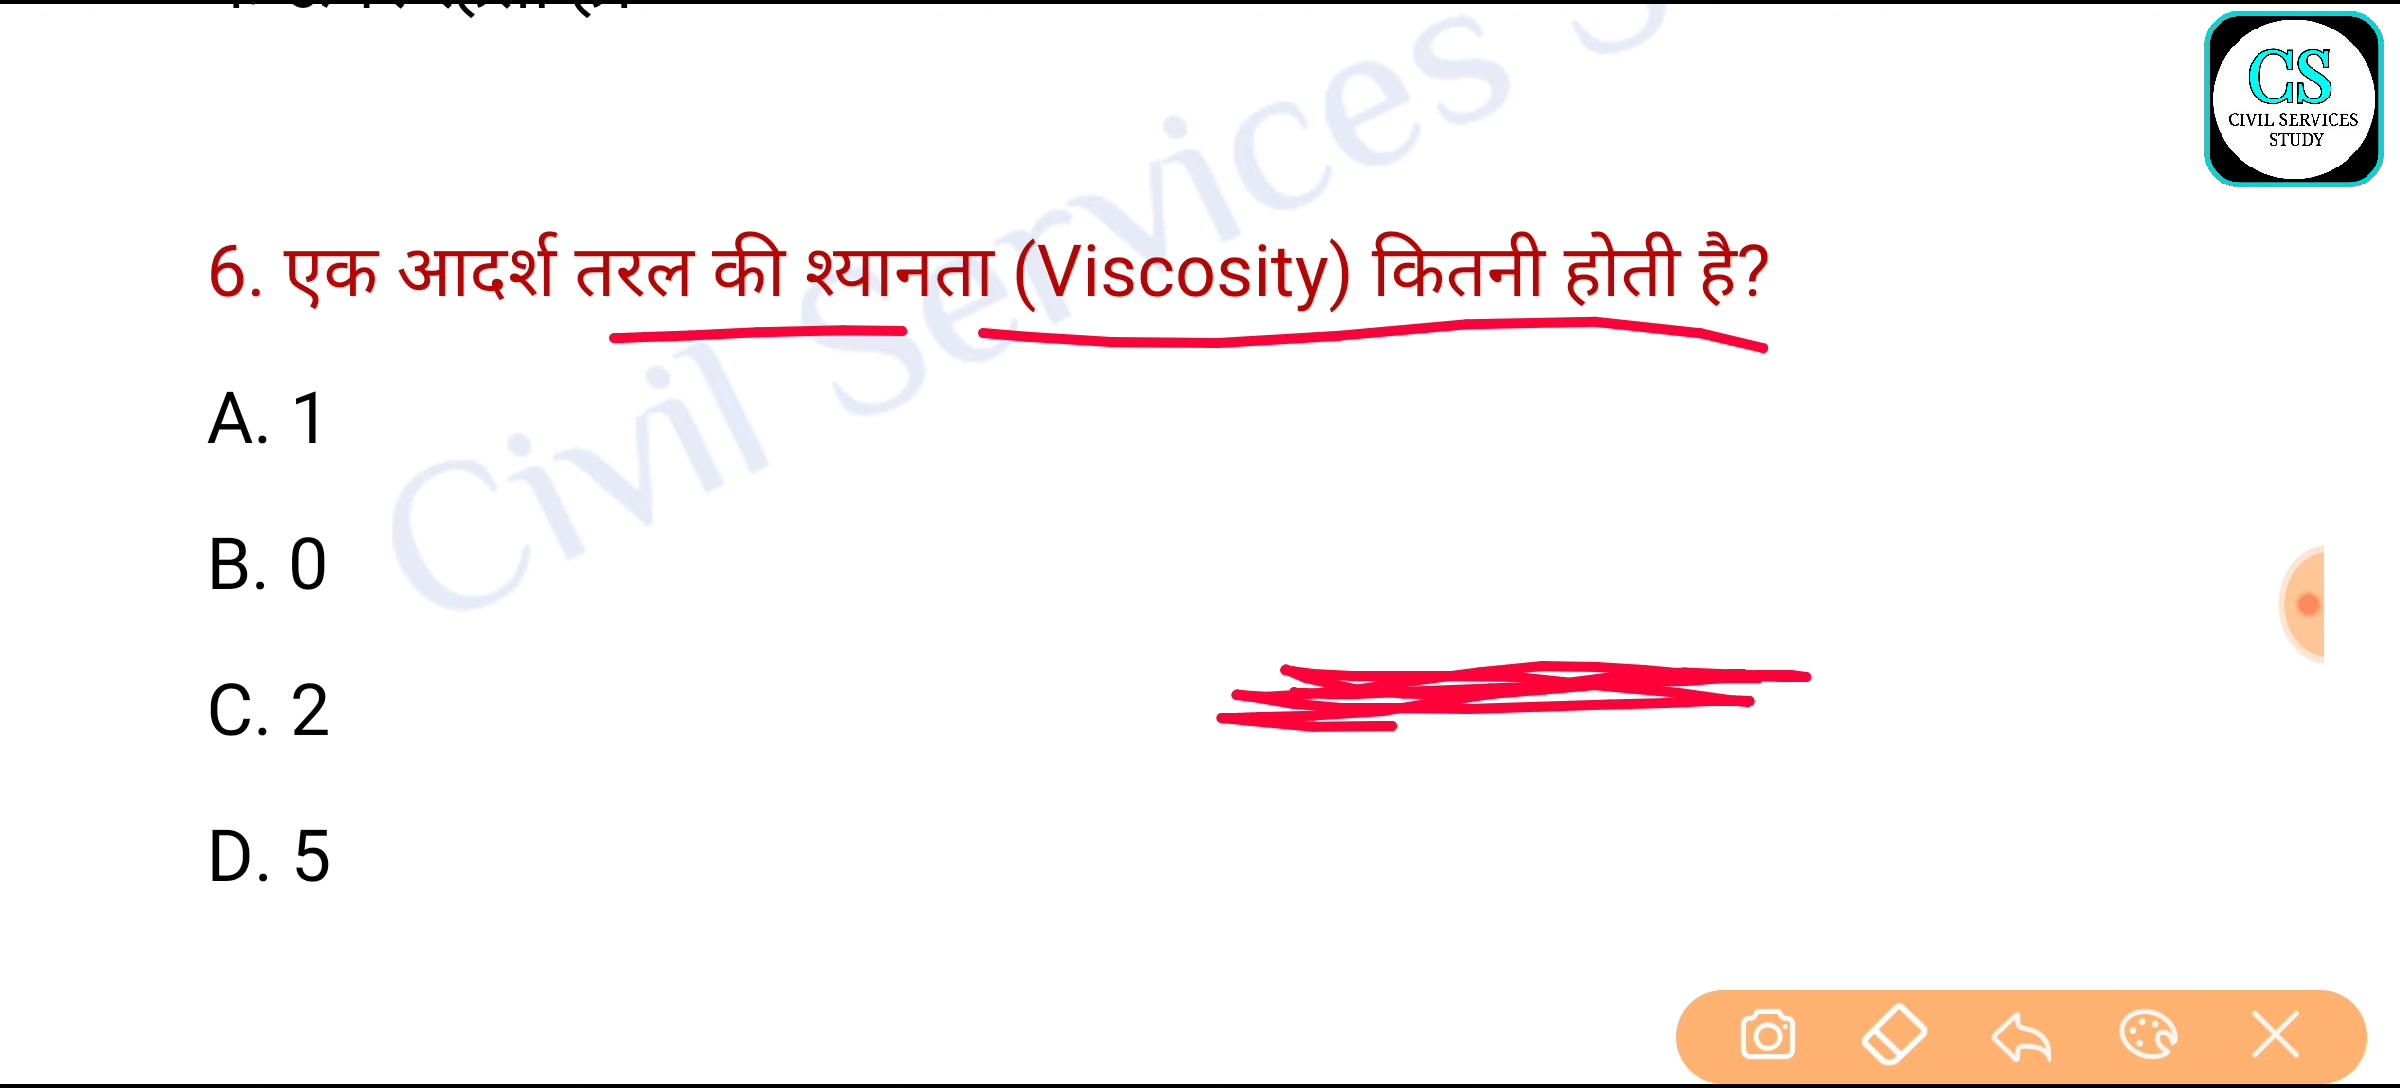 CS
CIVIL SERVICES
STUDY
Civil Services
6. एक आदर्श तरल की श्यानता (Viscosity) कितनी होती है?
A. 1
B. 0
C. 2
D. 5